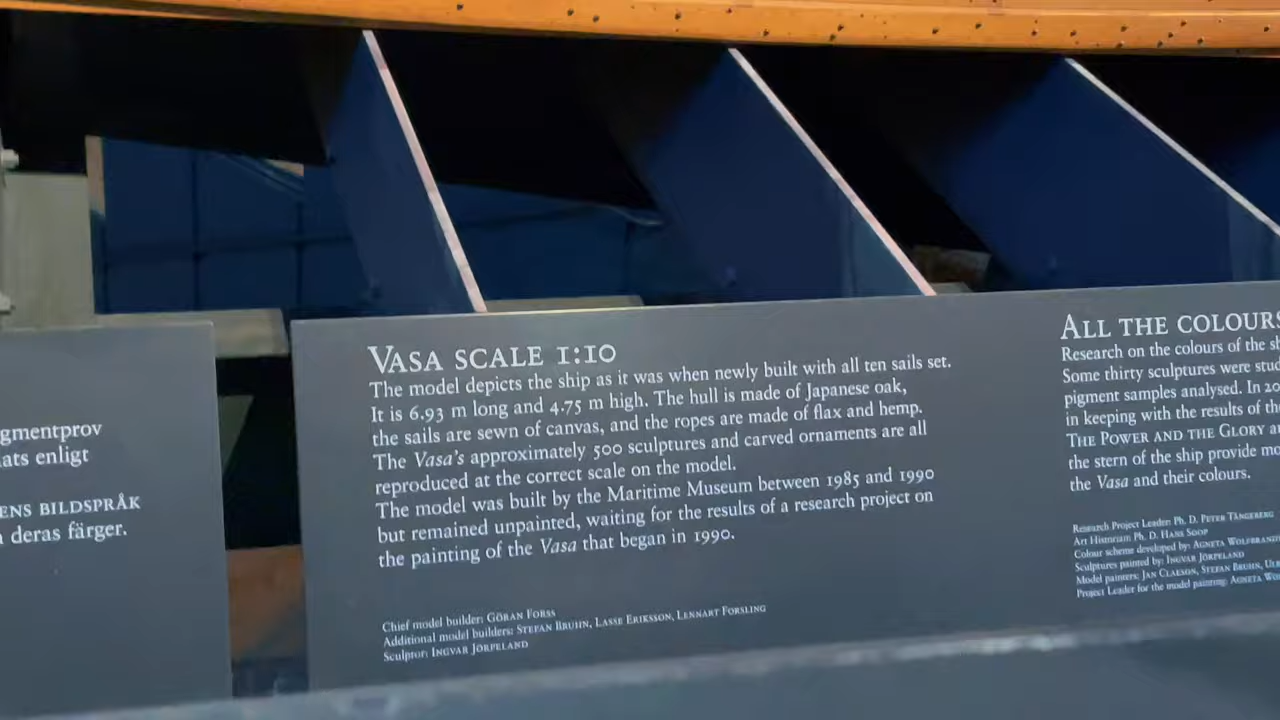 gmentprov
ats enligt
ENS BILDSPRÅK
deras färger.
VASA SCALE 1:10
The model depicts the ship as it was when newly built with all ten sails set.
It is 6,93 m long and 4.75 m high. The hull is made of Japanese oak,
the sails are sewn of canvas, and the ropes are made of flax and hemp.
The Vasa's approximately 500 sculptures and carved ornaments are all
reproduced at the correct scale on the model.
The model was built by the Maritime Museum between 1985 and 1990
but remained unpainted, waiting for the results of a research project on
the painting of the Vasa that began in 1990.
Chief model builder: GÖRAN FORSS
Additional model builders: STEFAN BRUHN, LASSE ERIKSSON, LENNART FORSLING
Sculptor: INGVAR JÖRPELAND
ALL THE COLOURS
Research on the colours of the sh
Some thirty sculptures were stud
pigment samples analysed. In 20
in keeping with the results of th
THE POWER AND THE GLORY a
the stern of the ship provide mo
the Vasa and their colours.
Research Project Leader: Ph. D. PETER TÅNGEBERG
Art Historian: Ph. D. HANS SOOP
Colour scheme developed by: AGNETA WOLFBRAND
Sculptures painted by: INGVAR JÖRPELAND
Model painters: JAN CLAESON, STEFAN BRUHN, UL
Project Leader for the model painting: AGNETA WO